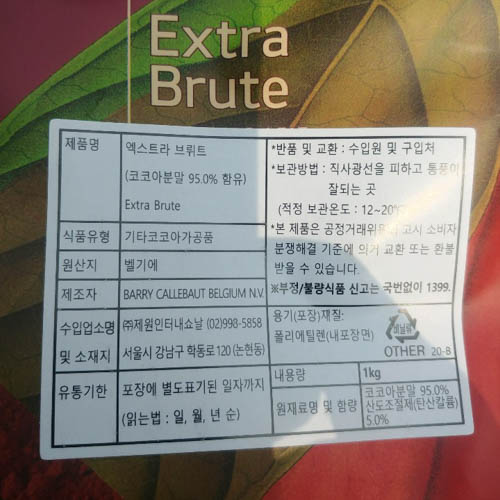 Extra
Brute
제품명
엑스트라 브뤼트
(코코아분말 95.0% 함유)
Extra Brute
식품유형
기타코코아가공품
원산지
벨기에
제조자
BARRY CALLEBAUT BELGIUM N.V.
수입업소명
및 소재지
㈜제원인터내쇼날 (02)998-5858
서울시 강남구 학동로 120 (논현동)
유통기한
포장에 별도표기된 일자까지
(읽는법 : 일, 월, 년 순)
*반품 및 교환 : 수입원 및 구입처
*보관방법 : 직사광선을 피하고 통풍이
잘되는 곳
(적정 보관온도 : 12~20℃)
*본 제품은 공정거래위원회 고시 소비자
분쟁해결 기준에 의거 교환 또는 환불
받을 수 있습니다.
※부정/불량식품 신고는 국번없이 1399.
용기(포장)재질:
폴리에틸렌(내포장면)
비닐류
OTHER 20-B
내용량
1kg
원재료명 및 함량
코코아분말 95.0%
산도조절제(탄산칼륨)
5.0%